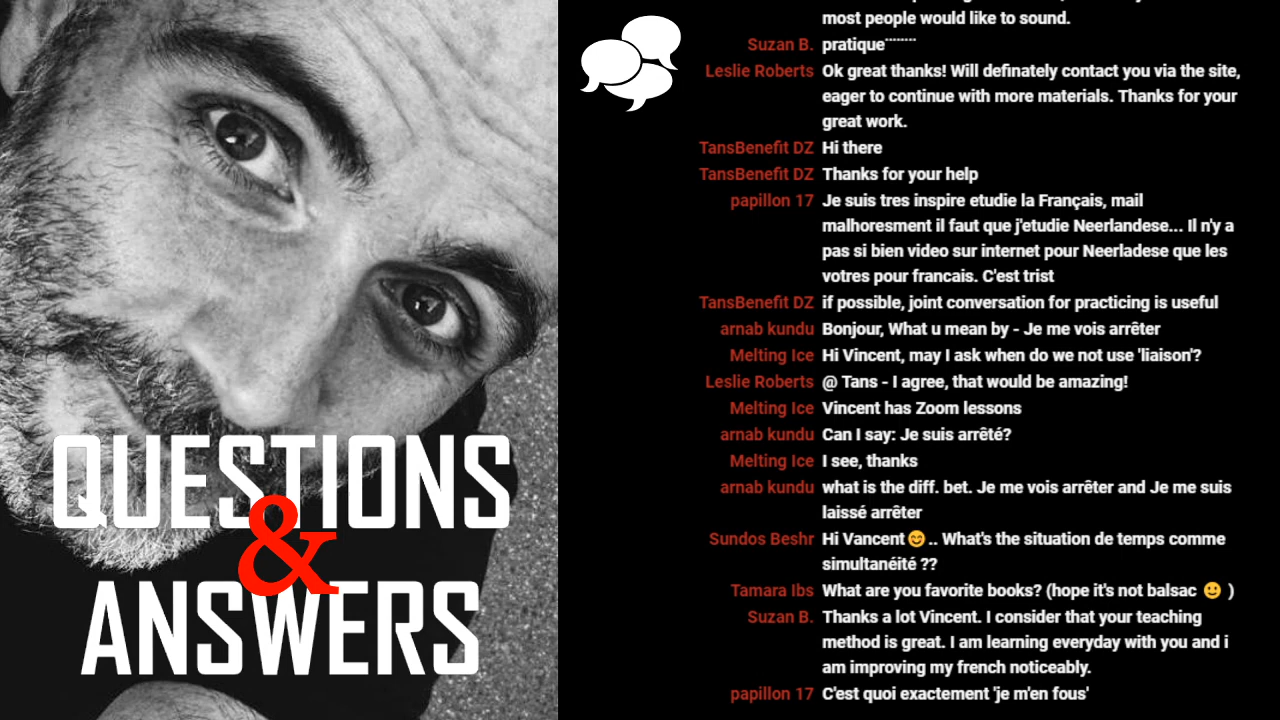 QUESTIONS
&
ANSWERS
most people would like to sound.
Suzan B. pratique¨¨¨¨
Leslie Roberts Ok great thanks! Will definately contact you via the site,
eager to continue with more materials. Thanks for your
great work.
TansBenefit DZ Hi there
TansBenefit DZ Thanks for your help
papillon 17 Je suis tres inspire etudie la Français, mail
malhoresment il faut que j'etudie Neerlandese... Il n'y a
pas si bien video sur internet pour Neerladese que les
votres pour francais. C'est trist
TansBenefit DZ if possible, joint conversation for practicing is useful
arnab kundu Bonjour, What u mean by - Je me vois arrêter
Melting Ice Hi Vincent, may I ask when do we not use 'liaison'?
Leslie Roberts @ Tans - I agree, that would be amazing!
Melting Ice Vincent has Zoom lessons
arnab kundu Can I say: Je suis arrêté?
Melting Ice I see, thanks
arnab kundu what is the diff. bet. Je me vois arrêter and Je me suis
laissé arrêter
Sundos Beshr Hi Vancent😊.. What's the situation de temps comme
simultanéité ??
Tamara Ibs What are you favorite books? (hope it's not balsac 🙂 )
Suzan B. Thanks a lot Vincent. I consider that your teaching
method is great. I am learning everyday with you and i
am improving my french noticeably.
papillon 17 C'est quoi exactement 'je m'en fous'